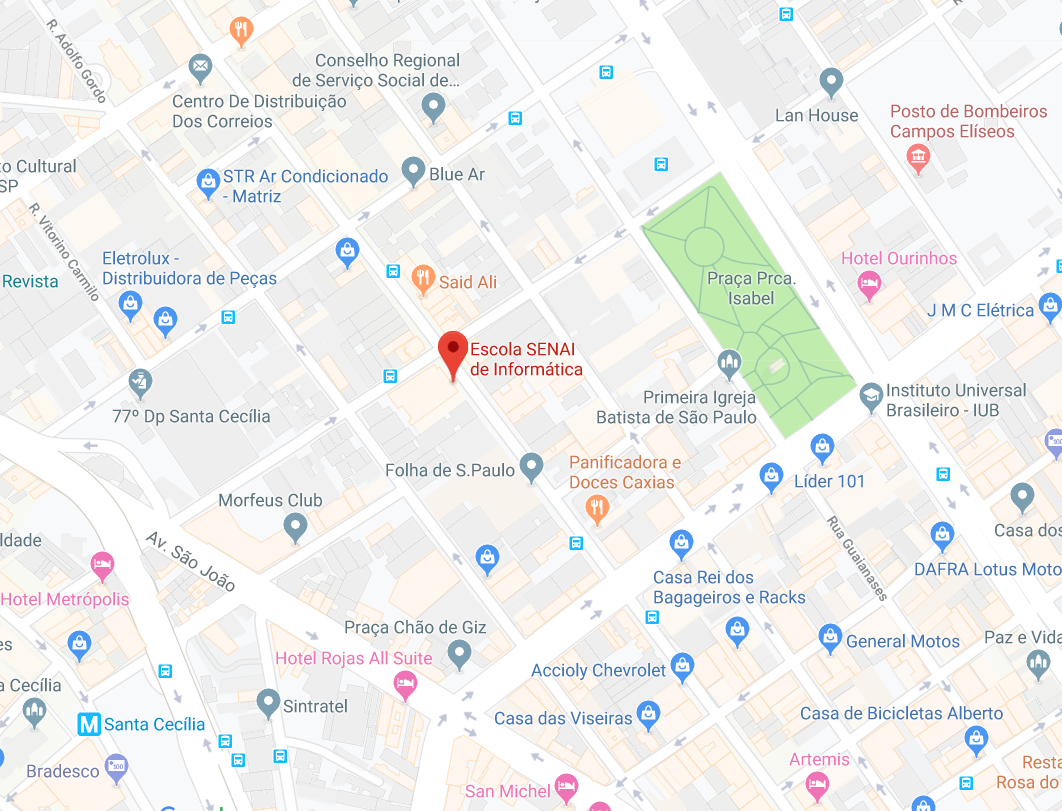 R. Adolfo Gordo
Conselho Regional
de Serviço Social de...
Centro De Distribuição
Dos Correios
Lan House
Posto de Bombeiros
Campos Elíseos
to Cultural
SP
STR Ar Condicionado
- Matriz
Blue Ar
R. Vitorino Carmilo
Eletrolux -
Distribuidora de Peças
Revista
Said Ali
Praça Prca.
Isabel
Hotel Ourinhos
J M C Elétrica
Escola SENAI
de Informática
77º Dp Santa Cecília
Primeira Igreja
Batista de São Paulo
Instituto Universal
Brasileiro - IUB
Folha de S.Paulo
Panificadora e
Doces Caxias
Líder 101
Morfeus Club
Av. São João
Rua Guaianases
Casa dos
ldade
Hotel Metrópolis
DAFRA Lotus Moto
Casa Rei dos
Bagageiros e Racks
Praça Chão de Giz
Hotel Rojas All Suite
General Motos
Paz e Vida
es
Accioly Chevrolet
a Cecília
Sintratel
M Santa Cecília
Casa das Viseiras
Casa de Bicicletas Alberto
Bradesco
Artemis
Resta
Rosa do
San Michel